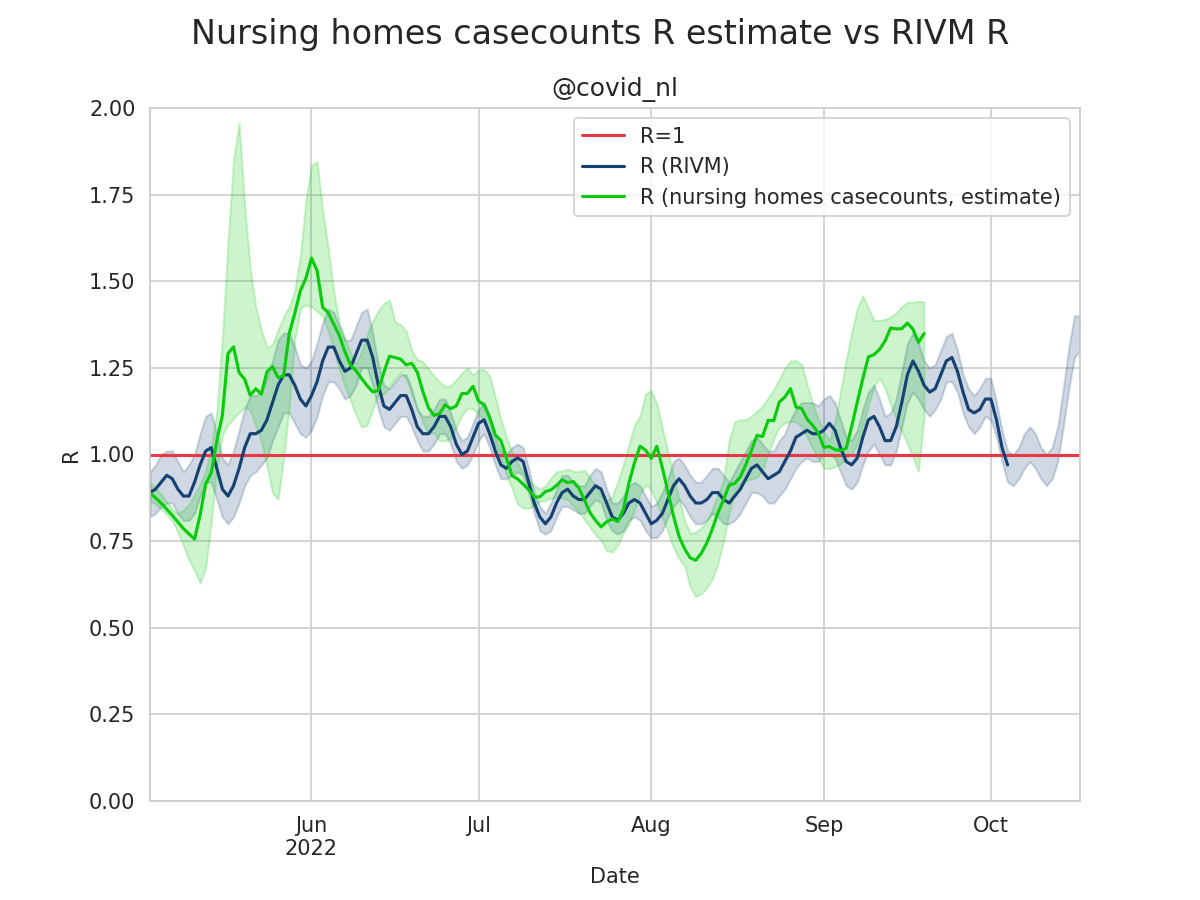 Nursing homes casecounts R estimate vs RIVM R
@covid_nl
R=1
R (RIVM)
R (nursing homes casecounts, estimate)
2.00
1.75
1.50
1.25
1.00
0.75
0.50
0.25
0.00
R
Jun
2022
Jul
Aug
Sep
Oct
Date